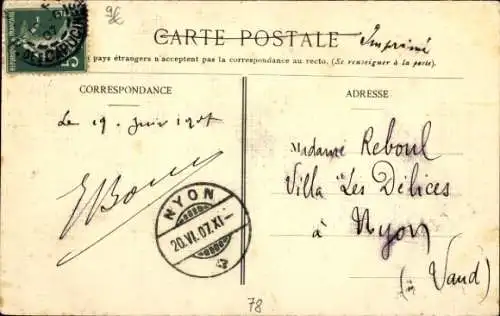 9€
CARTE POSTALE
Imprimé
pays étrangers n'acceptent pas la correspondance au recto. (Se renseigner à la poste).
CORRESPONDANCE
Le 19. Juin 1907
NYON
20.VI.07.XI-
ADRESSE
Madame Reboul
Villa "Les Délices
à Nyon
(Vaud)
78